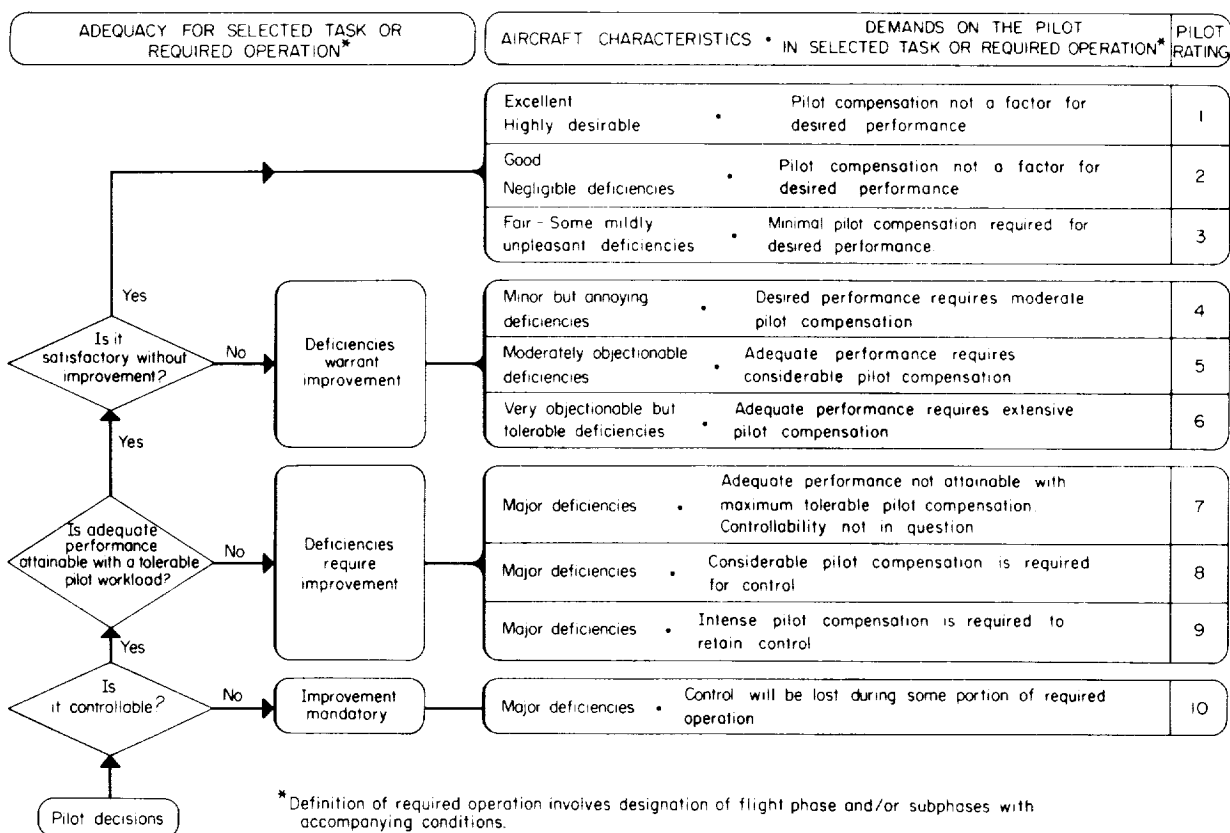 ADEQUACY FOR SELECTED TASK OR
REQUIRED OPERATION*
AIRCRAFT CHARACTERISTICS •
DEMANDS ON THE PILOT
IN SELECTED TASK OR REQUIRED OPERATION*
PILOT
RATING
Excellent
Highly desirable
•
Pilot compensation not a factor for
desired performance
1
Good
Negligible deficiencies
•
Pilot compensation not a factor for
desired performance
2
Fair – Some mildly
unpleasant deficiencies
•
Minimal pilot compensation required for
desired performance.
3
Yes
Is it
satisfactory without
improvement?
No
Deficiencies
warrant
improvement
Minor but annoying
deficiencies
•
Desired performance requires moderate
pilot compensation
4
Moderately objectionable
deficiencies
•
Adequate performance requires
considerable pilot compensation
5
Very objectionable but
tolerable deficiencies
•
Adequate performance requires extensive
pilot compensation
6
Yes
Is adequate
performance
attainable with a tolerable
pilot workload?
No
Deficiencies
require
improvement
Major deficiencies
•
Adequate performance not attainable with
maximum tolerable pilot compensation.
Controllability not in question
7
Major deficiencies
•
Considerable pilot compensation is required
for control
8
Major deficiencies
•
Intense pilot compensation is required to
retain control
9
Yes
Is
it controllable?
No
Improvement
mandatory
Major deficiencies
•
Control will be lost during some portion of required
operation
10
Pilot decisions
*Definition of required operation involves designation of flight phase and/or subphases with
accompanying conditions.